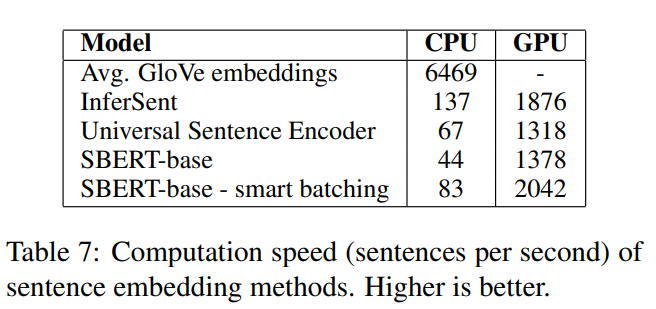 Model CPU GPU
Avg. GloVe embeddings 6469 -
InferSent 137 1876
Universal Sentence Encoder 67 1318
SBERT-base 44 1378
SBERT-base - smart batching 83 2042
Table 7: Computation speed (sentences per second) of
sentence embedding methods. Higher is better.